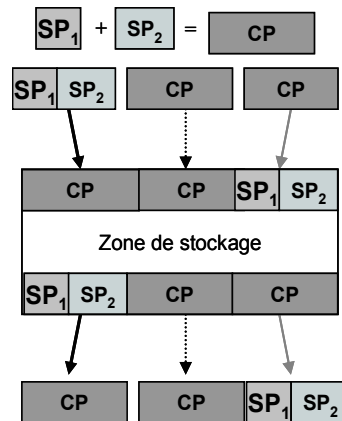 SP₁ + SP₂ = CP
SP₁ SP₂ CP CP
CP CP SP₁ SP₂
Zone de stockage
SP₁ SP₂ CP CP
CP CP SP₁ SP₂